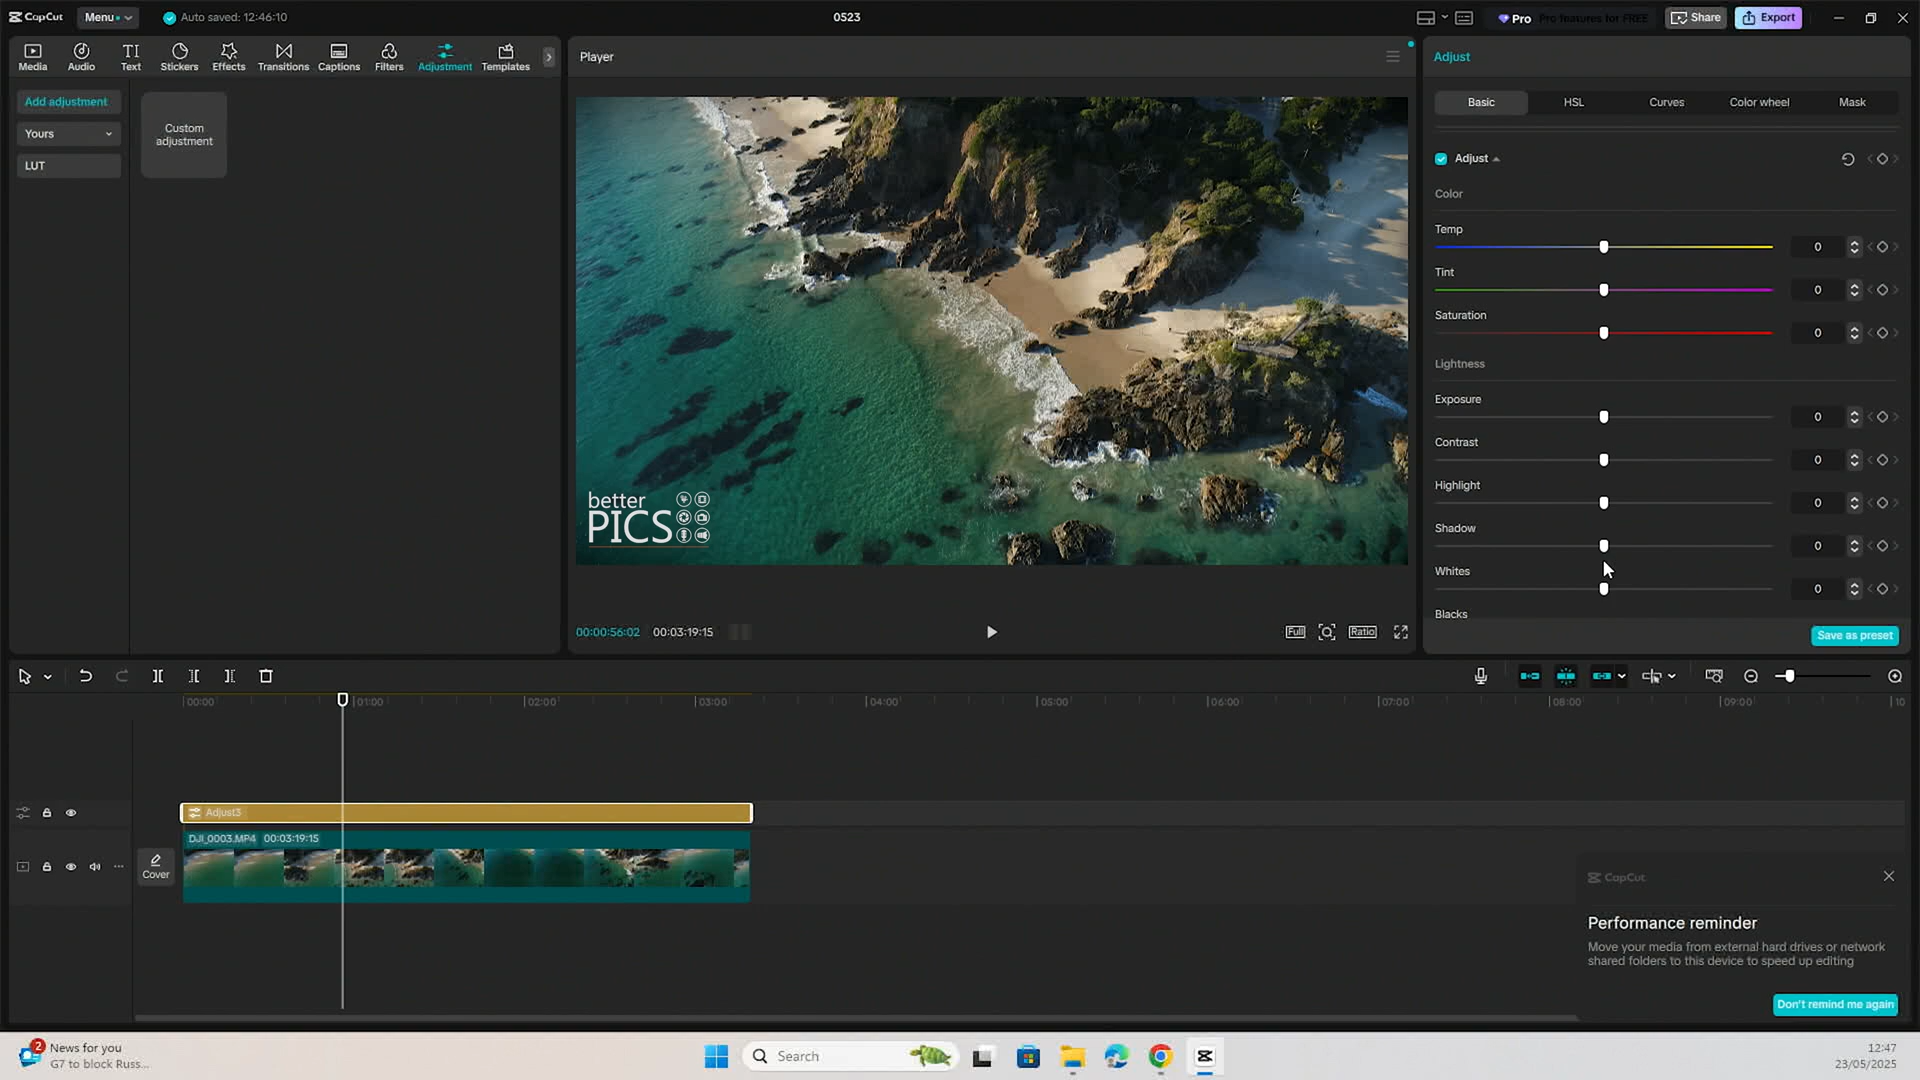 CapCut
Menu
Auto saved: 12:46:10
0523
Pro
Pro features for FREE
Share
Export
Media
Audio
TI
Text
Stickers
Effects
Transitions
Captions
Filters
Adjustment
Templates
Add adjustment
Yours
LUT
Custom
adjustment
Player
better
PICS
00:00:56:02
00:03:19:15
Full
Ratio
Adjust
Basic
HSL
Curves
Color wheel
Mask
Adjust
Color
Temp
0
Tint
0
Saturation
0
Lightness
Exposure
0
Contrast
0
Highlight
0
Shadow
0
Whites
0
Blacks
Save as preset
00:00
01:00
02:00
03:00
04:00
05:00
06:00
07:00
08:00
09:00
10
Adjust3
DJI_0003.MP4 00:03:19:15
Cover
CapCut
Performance reminder
Move your media from external hard drives or network
shared folders to this device to speed up editing
Don't remind me again
2
News for you
G7 to block Russ...
Search
12:47
23/05/2025